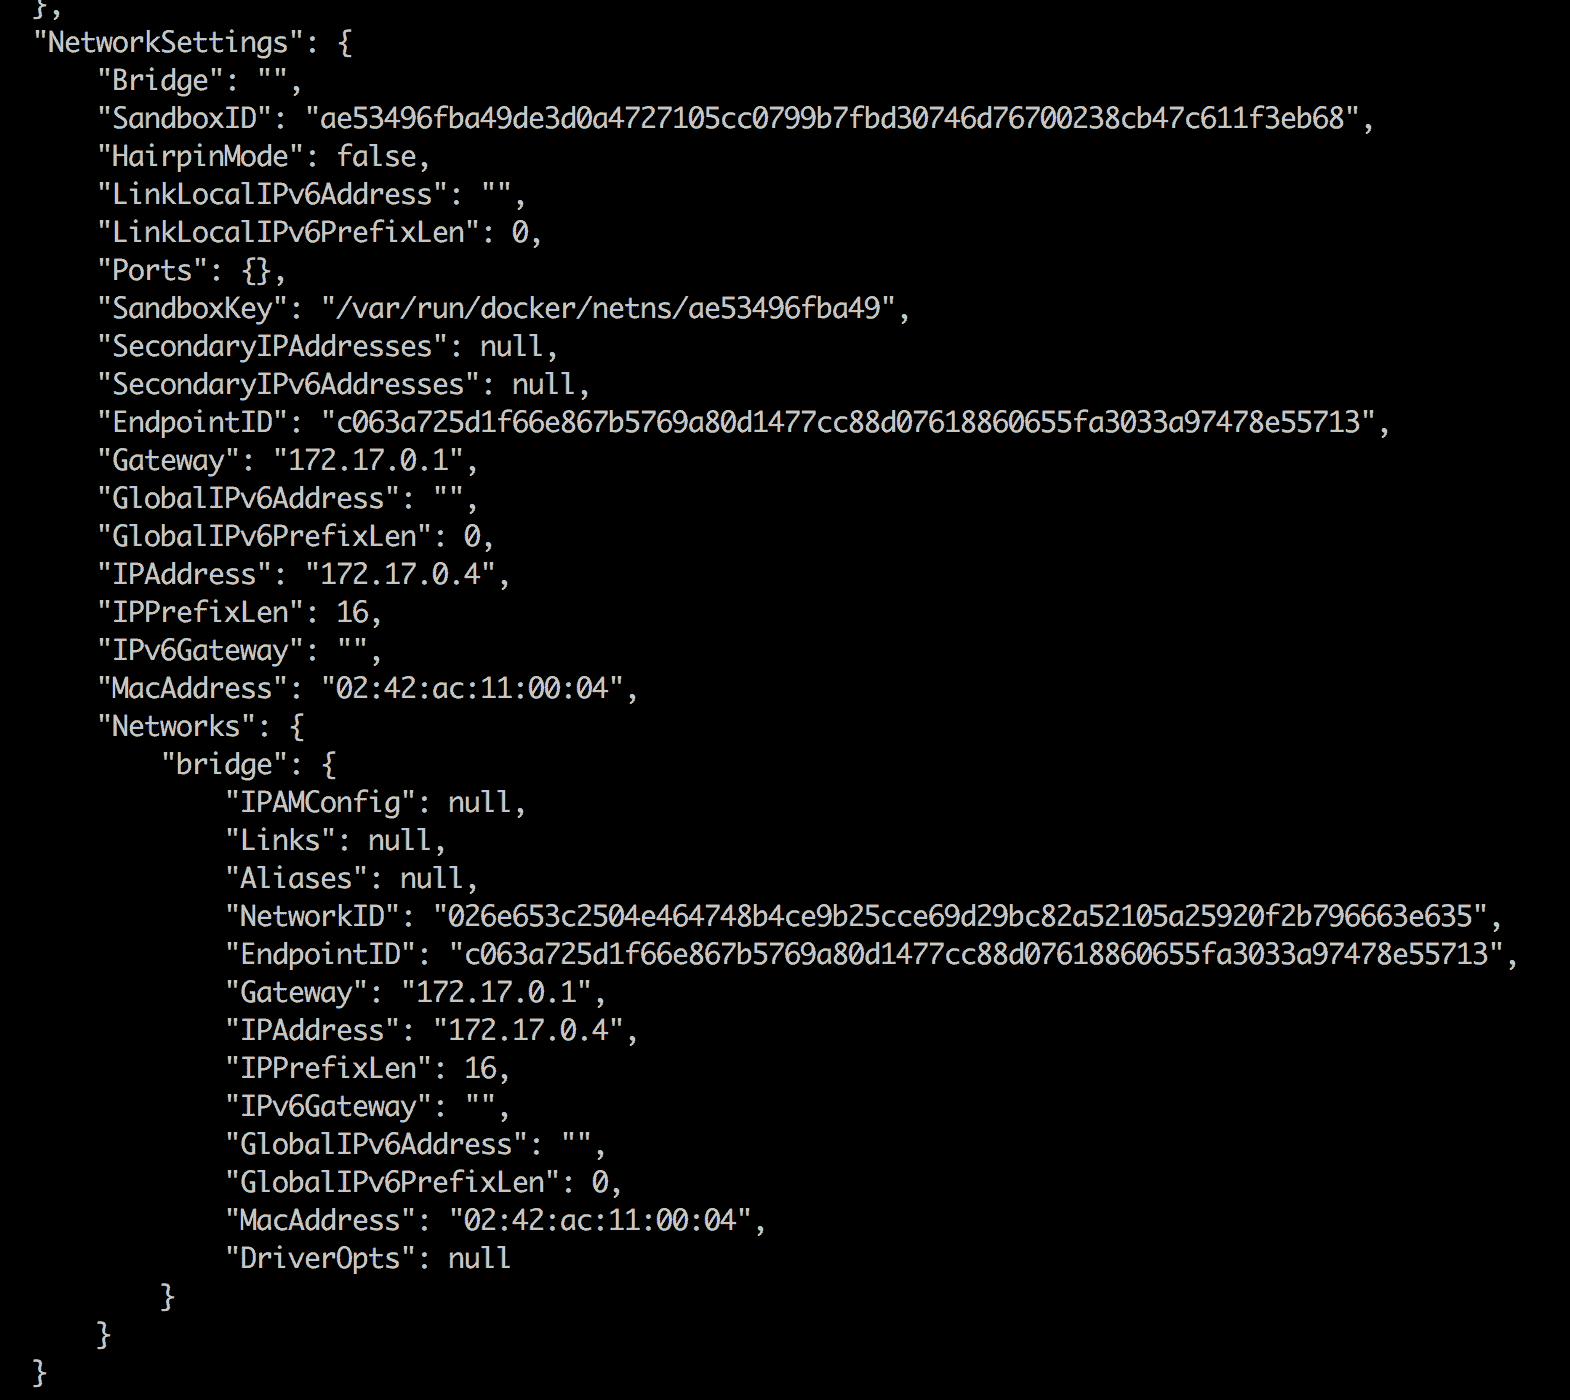 },
"NetworkSettings": {
"Bridge": "",
"SandboxID": "ae53496fba49de3d0a4727105cc0799b7fbd30746d76700238cb47c611f3eb68",
"HairpinMode": false,
"LinkLocalIPv6Address": "",
"LinkLocalIPv6PrefixLen": 0,
"Ports": {},
"SandboxKey": "/var/run/docker/netns/ae53496fba49",
"SecondaryIPAddresses": null,
"SecondaryIPv6Addresses": null,
"EndpointID": "c063a725d1f66e867b5769a80d1477cc88d07618860655fa3033a97478e55713",
"Gateway": "172.17.0.1",
"GlobalIPv6Address": "",
"GlobalIPv6PrefixLen": 0,
"IPAddress": "172.17.0.4",
"IPPrefixLen": 16,
"IPv6Gateway": "",
"MacAddress": "02:42:ac:11:00:04",
"Networks": {
"bridge": {
"IPAMConfig": null,
"Links": null,
"Aliases": null,
"NetworkID": "026e653c2504e464748b4ce9b25cce69d29bc82a52105a25920f2b796663e635",
"EndpointID": "c063a725d1f66e867b5769a80d1477cc88d07618860655fa3033a97478e55713",
"Gateway": "172.17.0.1",
"IPAddress": "172.17.0.4",
"IPPrefixLen": 16,
"IPv6Gateway": "",
"GlobalIPv6Address": "",
"GlobalIPv6PrefixLen": 0,
"MacAddress": "02:42:ac:11:00:04",
"DriverOpts": null
}
}
}